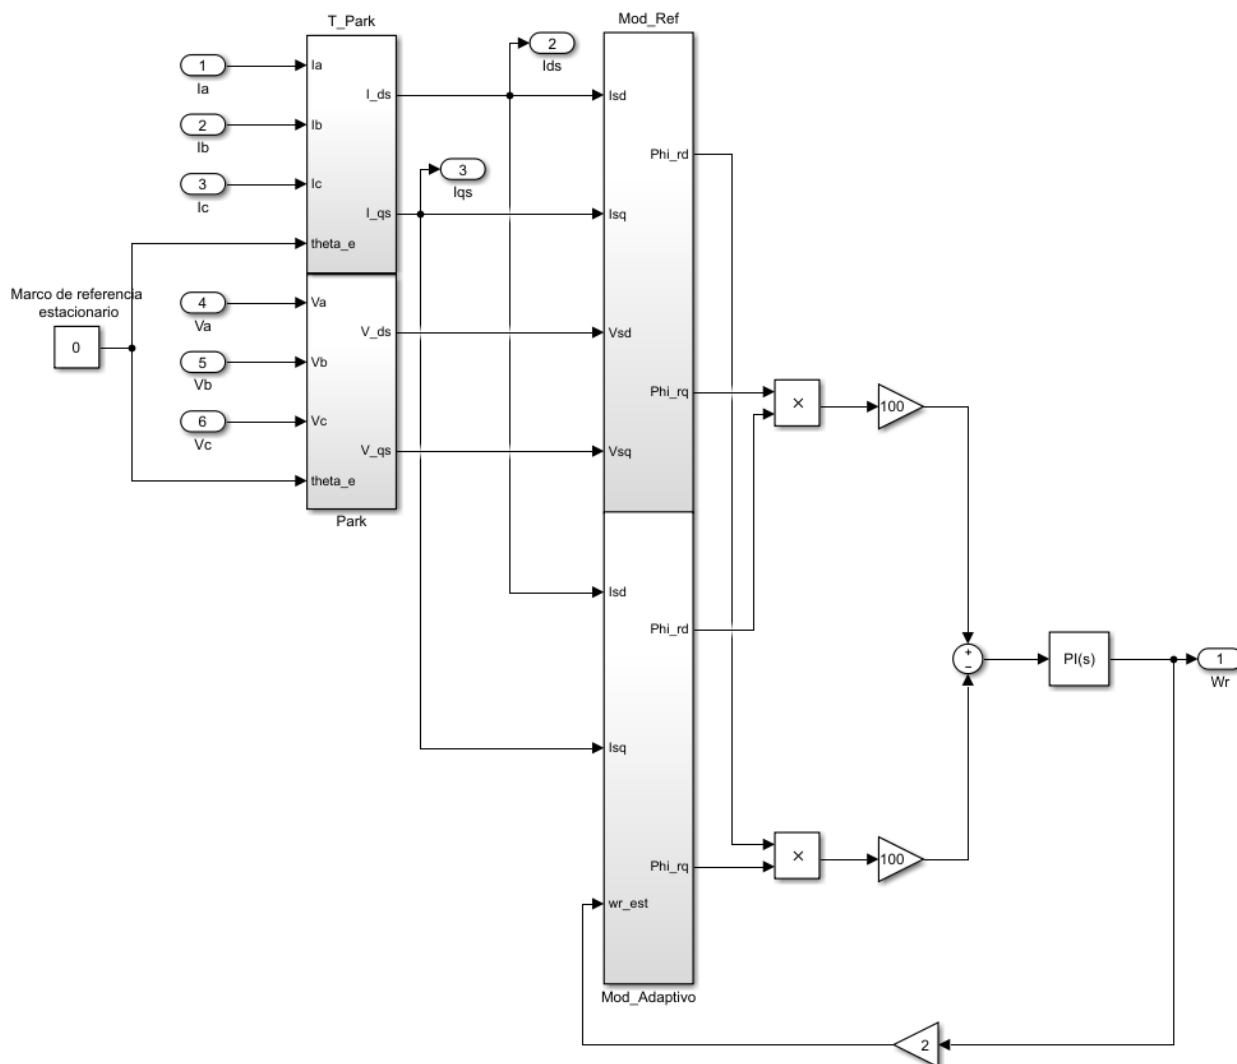 T_Park
Mod_Ref
1
Ia
2
Ib
3
Ic
Ia
Ib
Ic
theta_e
I_ds
I_qs
2
Ids
3
Iqs
Marco de referencia
estacionario
0
4
Va
5
Vb
6
Vc
Va
Vb
Vc
theta_e
V_ds
V_qs
Park
Isd
Isq
Vsd
Vsq
Phi_rd
Phi_rq
Isd
Isq
wr_est
Phi_rd
Phi_rq
Mod_Adaptivo
×
100
×
100
+
−
PI(s)
1
Wr
2